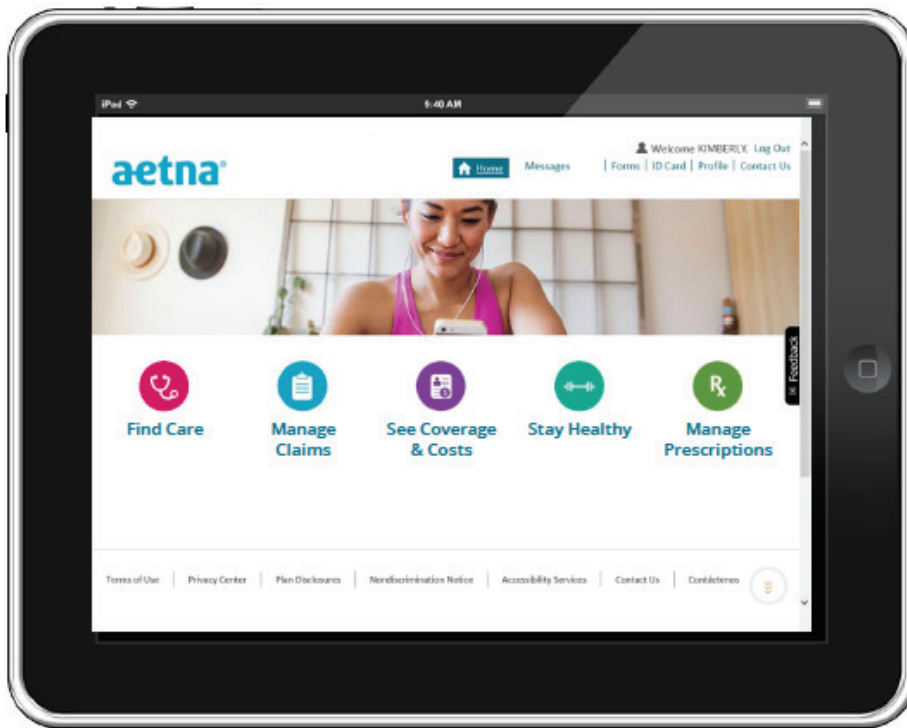 iPad
9:40 AM
Welcome KIMBERLY, Log Out
aetna®
Home Messages | Forms | ID Card | Profile | Contact Us
Feedback
Find Care
Manage Claims
See Coverage & Costs
Stay Healthy
Manage Prescriptions
Terms of Use | Privacy Center | Plan Disclosures | Nondiscrimination Notice | Accessibility Services | Contact Us | Contáctenos